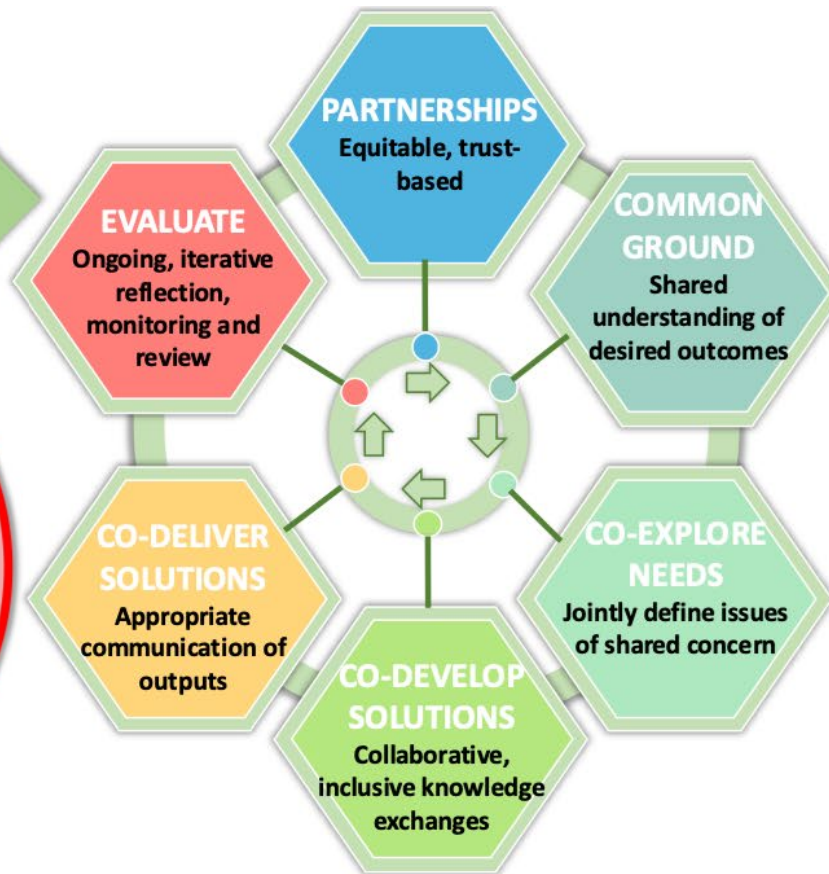 PARTNERSHIPS
Equitable, trust-
based
COMMON
GROUND
Shared
understanding of
desired outcomes
CO-EXPLORE
NEEDS
Jointly define issues
of shared concern
CO-DEVELOP
SOLUTIONS
Collaborative,
inclusive knowledge
exchanges
CO-DELIVER
SOLUTIONS
Appropriate
communication of
outputs
EVALUATE
Ongoing, iterative
reflection,
monitoring and
review